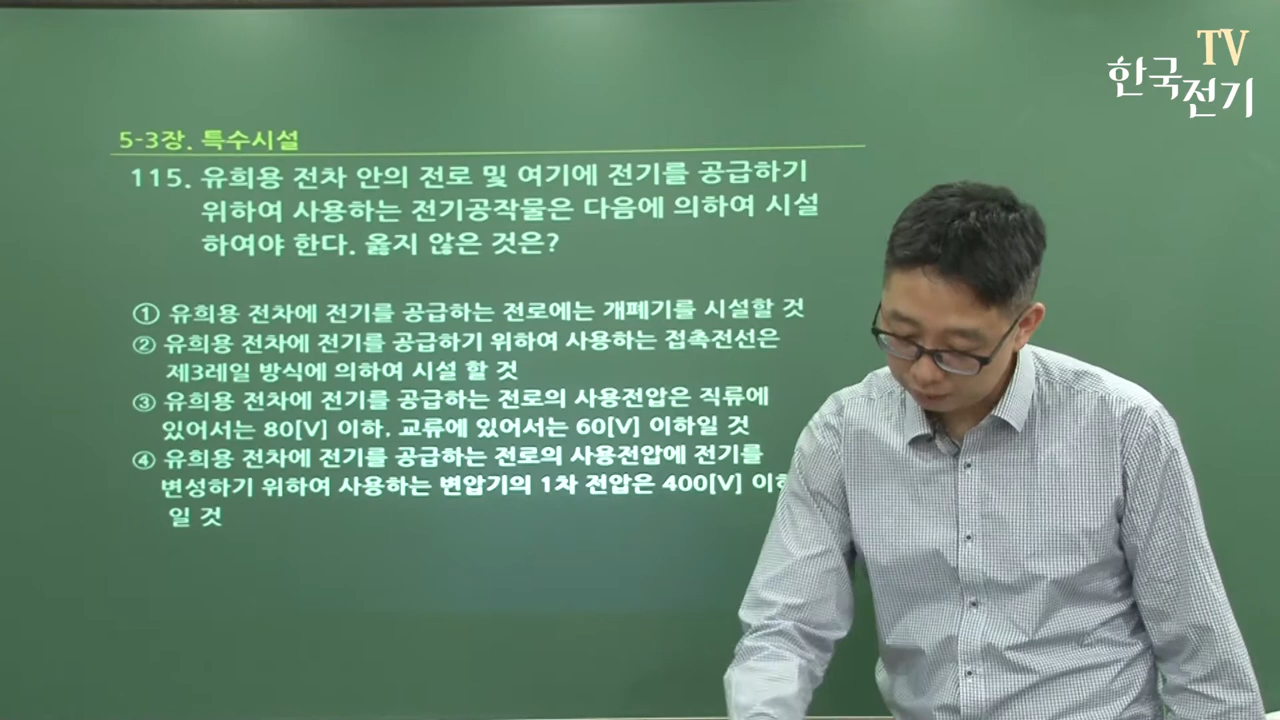 TV
한국전기
5-3장. 특수시설
115. 유희용 전차 안의 전로 및 여기에 전기를 공급하기
위하여 사용하는 전기공작물은 다음에 의하여 시설
하여야 한다. 옳지 않은 것은?
① 유희용 전차에 전기를 공급하는 전로에는 개폐기를 시설할 것
② 유희용 전차에 전기를 공급하기 위하여 사용하는 접촉전선은
제3레일 방식에 의하여 시설 할 것
③ 유희용 전차에 전기를 공급하는 전로의 사용전압은 직류에
있어서는 80[V] 이하, 교류에 있어서는 60[V] 이하일 것
④ 유희용 전차에 전기를 공급하는 전로의 사용전압에 전기를
변성하기 위하여 사용하는 변압기의 1차 전압은 400[V]
일 것